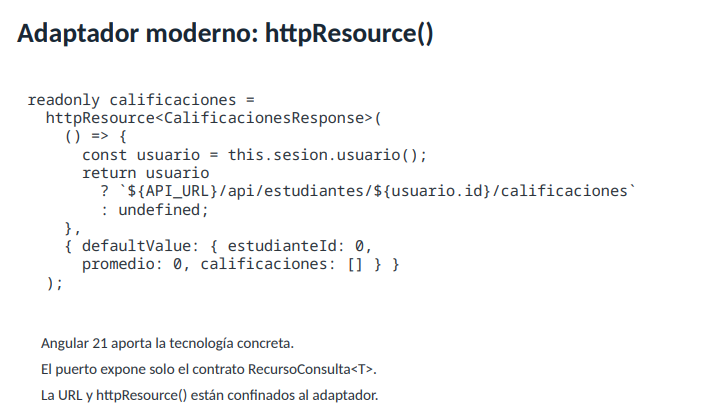 Adaptador moderno: httpResource()
readonly calificaciones =
  httpResource<CalificacionesResponse>(
    () => {
      const usuario = this.sesion.usuario();
      return usuario
        ? `${API_URL}/api/estudiantes/${usuario.id}/calificaciones`
        : undefined;
    },
    { defaultValue: { estudianteId: 0,
      promedio: 0, calificaciones: [] } }
  );
Angular 21 aporta la tecnología concreta.
El puerto expone solo el contrato RecursoConsulta<T>.
La URL y httpResource() están confinados al adaptador.